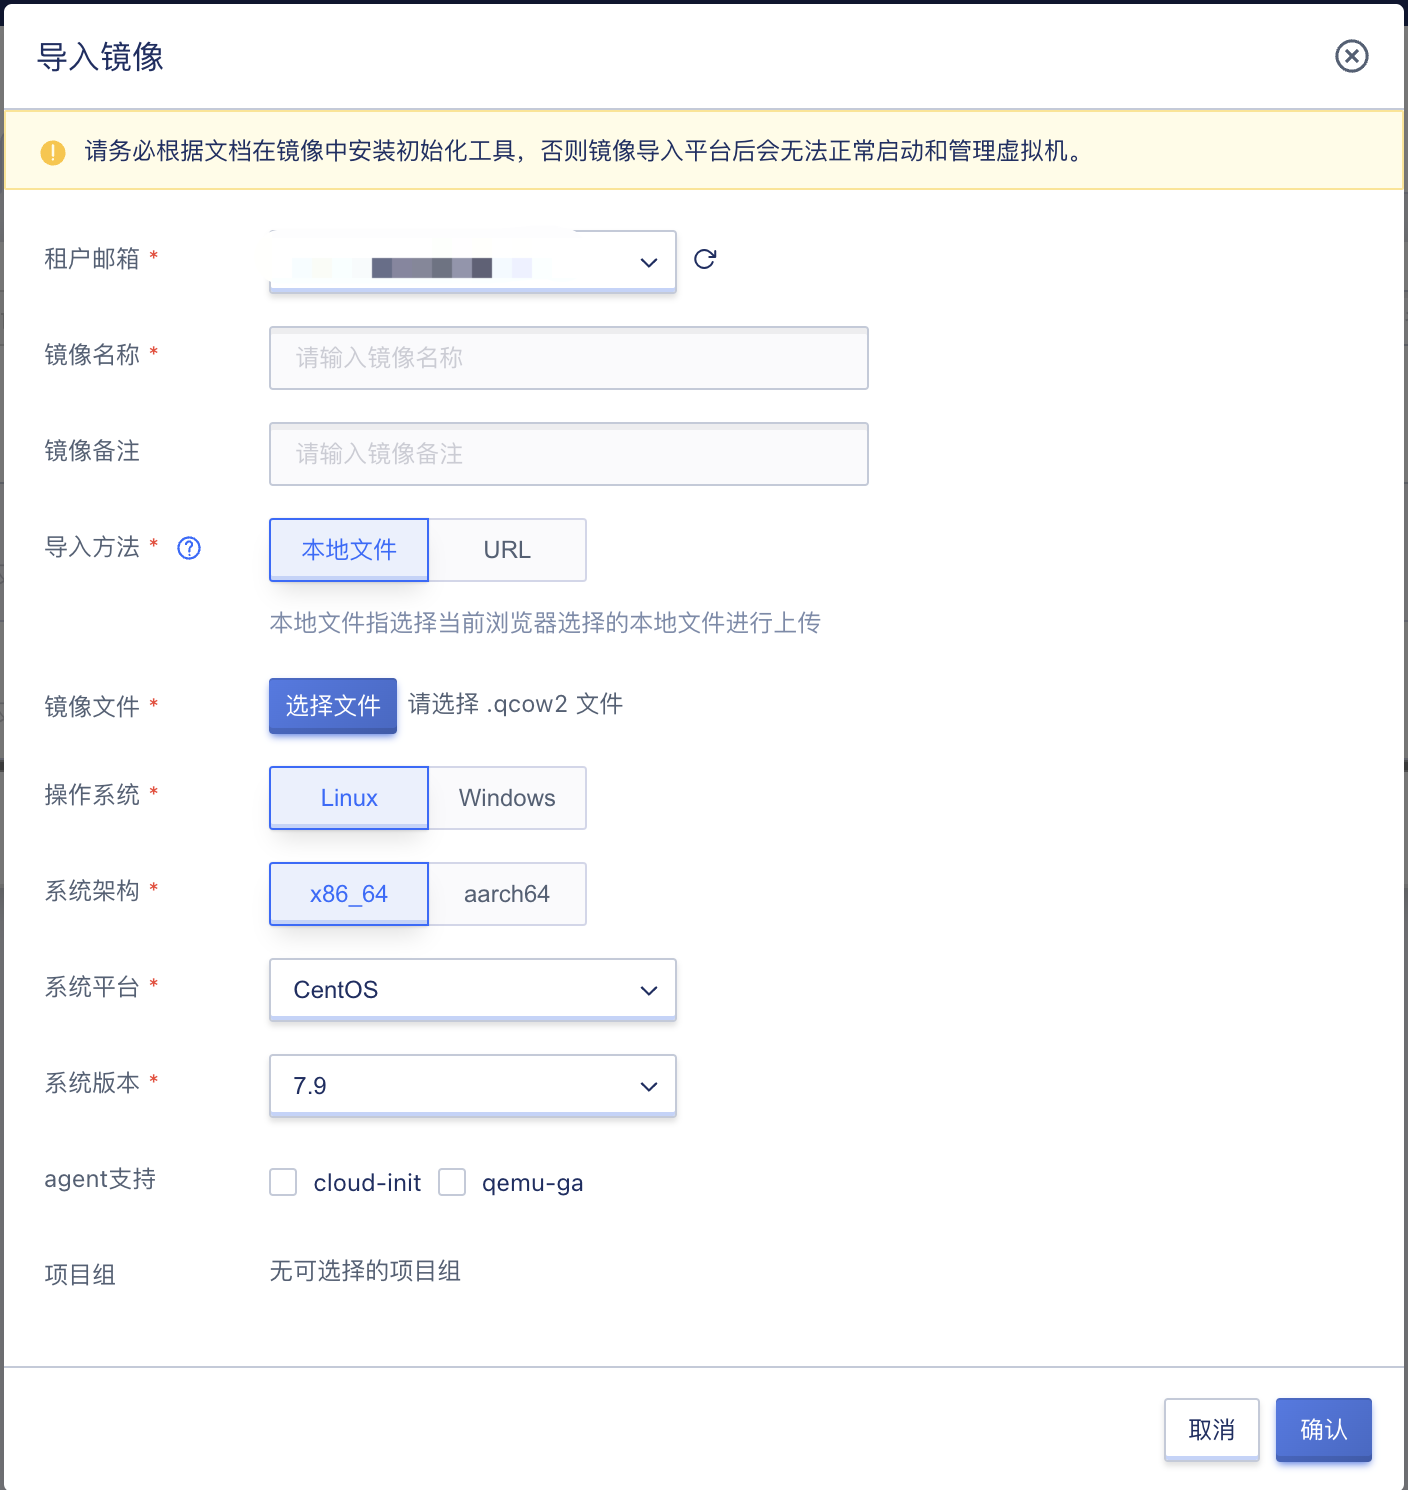 导入镜像
请务必根据文档在镜像中安装初始化工具，否则镜像导入平台后会无法正常启动和管理虚拟机。
租户邮箱 *
镜像名称 * 请输入镜像名称
镜像备注 请输入镜像备注
导入方法 * 本地文件 URL
本地文件指选择当前浏览器选择的本地文件进行上传
镜像文件 * 选择文件 请选择 .qcow2 文件
操作系统 * Linux Windows
系统架构 * x86_64 aarch64
系统平台 * CentOS
系统版本 * 7.9
agent支持 cloud-init qemu-ga
项目组 无可选择的项目组
取消 确认